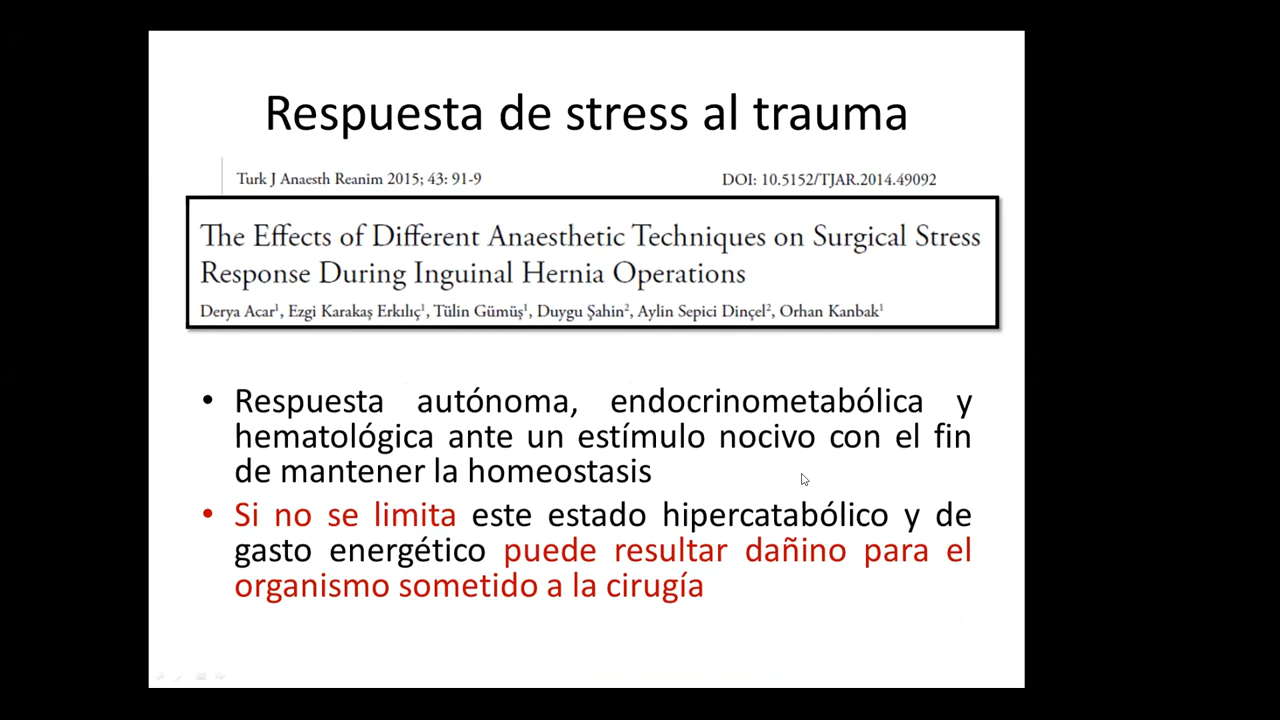 Respuesta de stress al trauma
Turk J Anaesth Reanim 2015; 43: 91-9
DOI: 10.5152/TJAR.2014.49092
The Effects of Different Anaesthetic Techniques on Surgical Stress
Response During Inguinal Hernia Operations
Derya Acar¹, Ezgi Karakaş Erkılıç¹, Tülin Gümüş¹, Duygu Şahin², Aylin Sepici Dinçel², Orhan Kanbak¹
• Respuesta autónoma, endocrinometabólica y
hematológica ante un estímulo nocivo con el fin
de mantener la homeostasis
• Si no se limita este estado hipercatabólico y de
gasto energético puede resultar dañino para el
organismo sometido a la cirugía